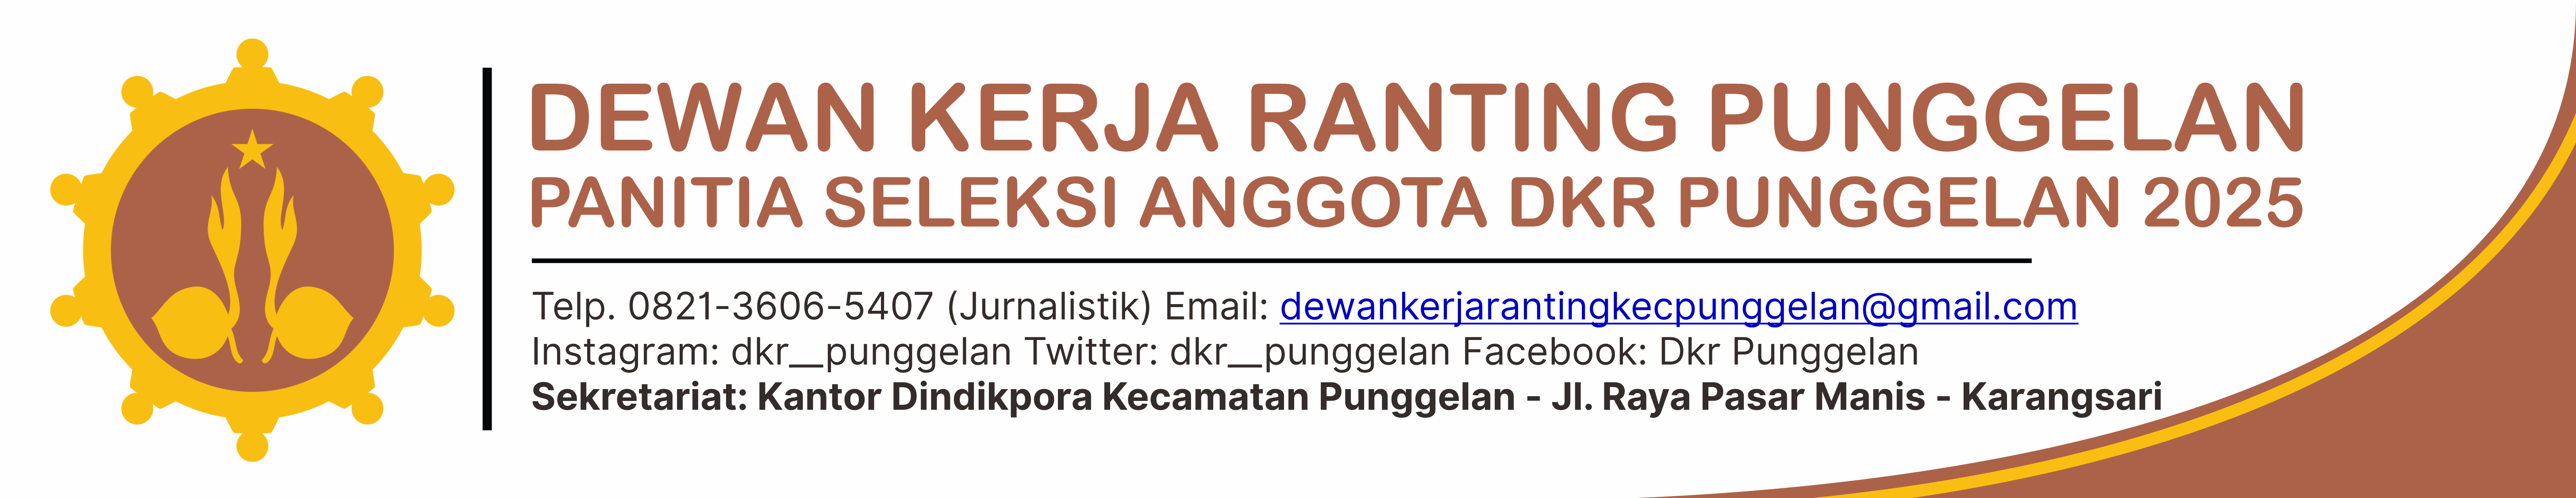 DEWAN KERJA RANTING PUNGGELAN
PANITIA SELEKSI ANGGOTA DKR PUNGGELAN 2025
Telp. 0821-3606-5407 (Jurnalistik) Email: dewankerjarantingkecpunggelan@gmail.com
Instagram: dkr__punggelan Twitter: dkr__punggelan Facebook: Dkr Punggelan
Sekretariat: Kantor Dindikpora Kecamatan Punggelan - Jl. Raya Pasar Manis - Karangsari